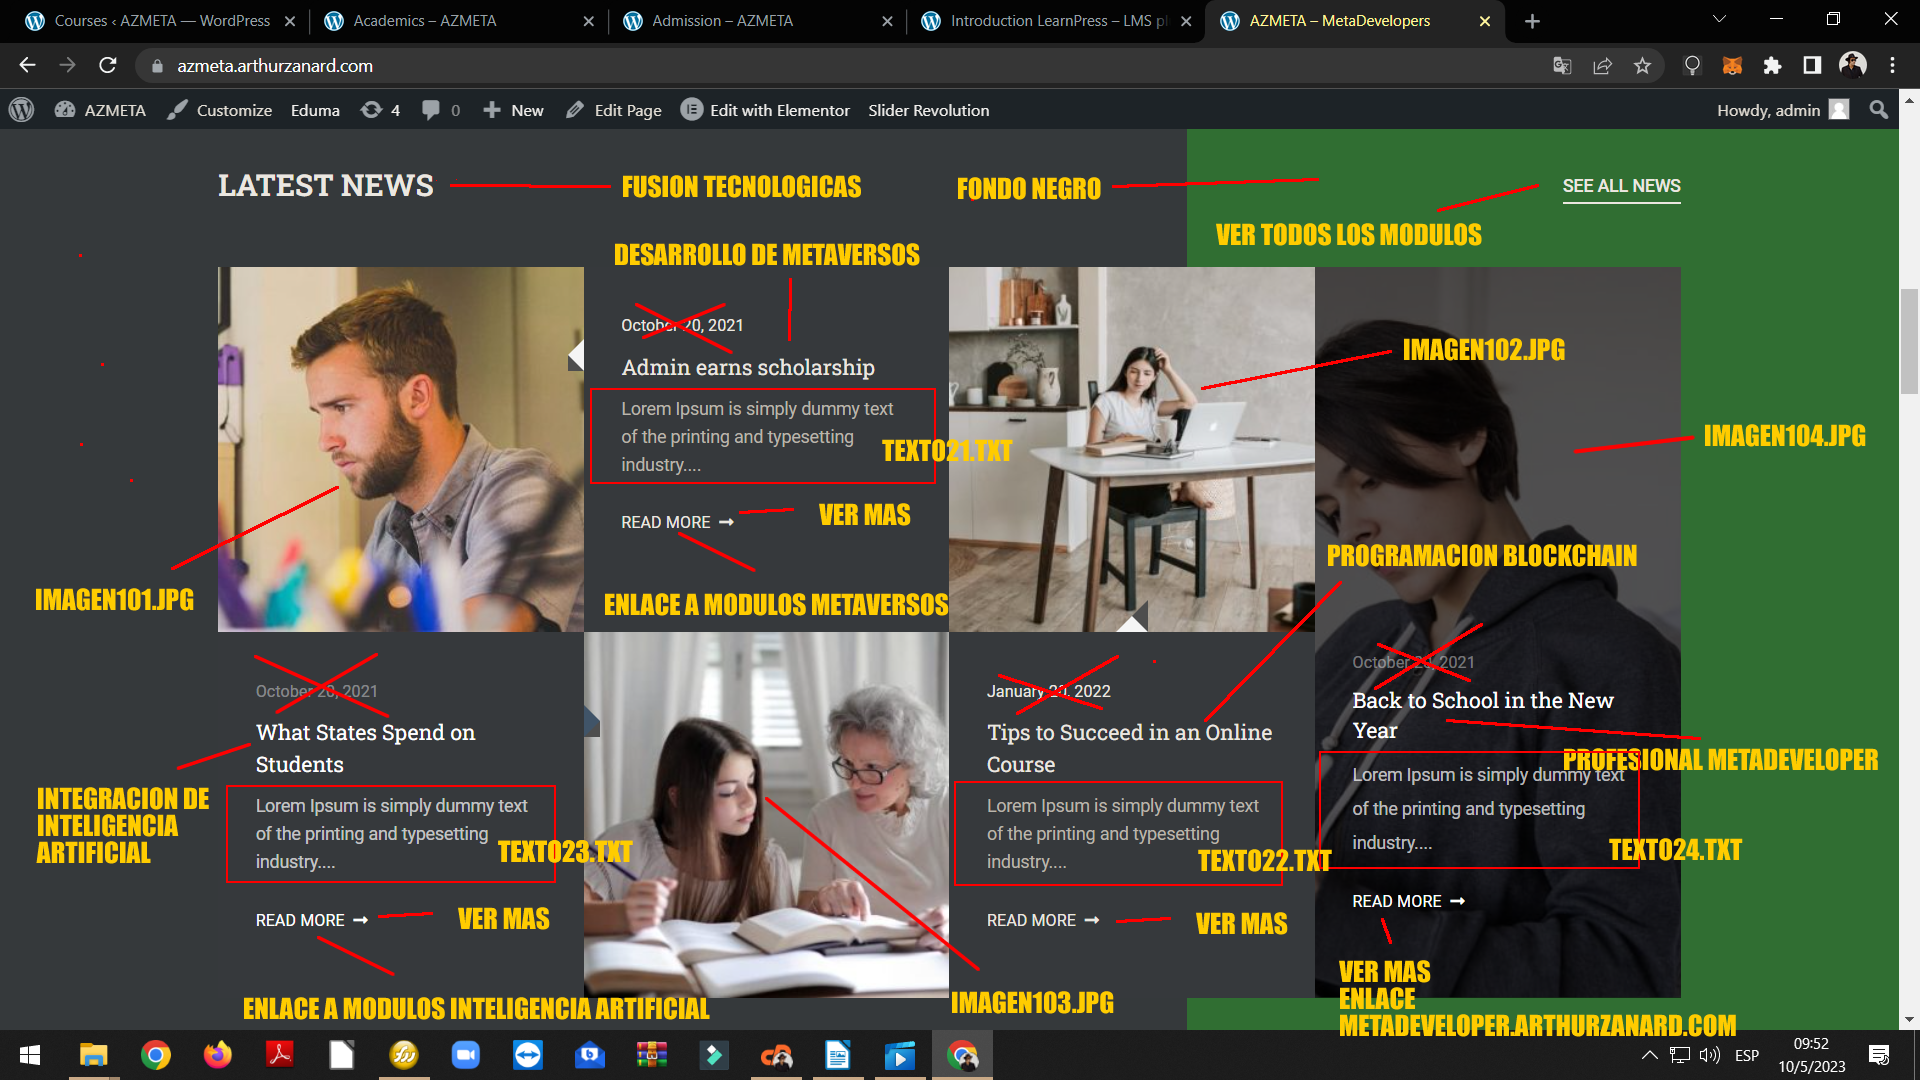 Courses ‹ AZMETA — WordPress
Academics – AZMETA
Admission – AZMETA
Introduction LearnPress – LMS pl
AZMETA – MetaDevelopers
azmeta.arthurzanard.com
AZMETA
Customize
Eduma
4
0
New
Edit Page
Edit with Elementor
Slider Revolution
Howdy, admin
LATEST NEWS
FUSION TECNOLOGICAS
FONDO NEGRO
SEE ALL NEWS
VER TODOS LOS MODULOS
DESARROLLO DE METAVERSOS
October 20, 2021
Admin earns scholarship
Lorem Ipsum is simply dummy text
of the printing and typesetting
industry....
TEXTO21.TXT
READ MORE
VER MAS
ENLACE A MODULOS METAVERSOS
IMAGEN101.JPG
IMAGEN102.JPG
IMAGEN104.JPG
PROGRAMACION BLOCKCHAIN
October 20, 2021
What States Spend on
Students
INTEGRACION DE
INTELIGENCIA
ARTIFICIAL
Lorem Ipsum is simply dummy text
of the printing and typesetting
industry....
TEXTO23.TXT
READ MORE
VER MAS
ENLACE A MODULOS INTELIGENCIA ARTIFICIAL
IMAGEN103.JPG
January 20, 2022
Tips to Succeed in an Online
Course
Lorem Ipsum is simply dummy text
of the printing and typesetting
industry....
TEXTO22.TXT
READ MORE
VER MAS
October 20, 2021
Back to School in the New
Year
PROFESIONAL METADEVELOPER
Lorem Ipsum is simply dummy text
of the printing and typesetting
industry....
TEXTO24.TXT
READ MORE
VER MAS
ENLACE
METADEVELOPER.ARTHURZANARD.COM
ESP
09:52
10/5/2023